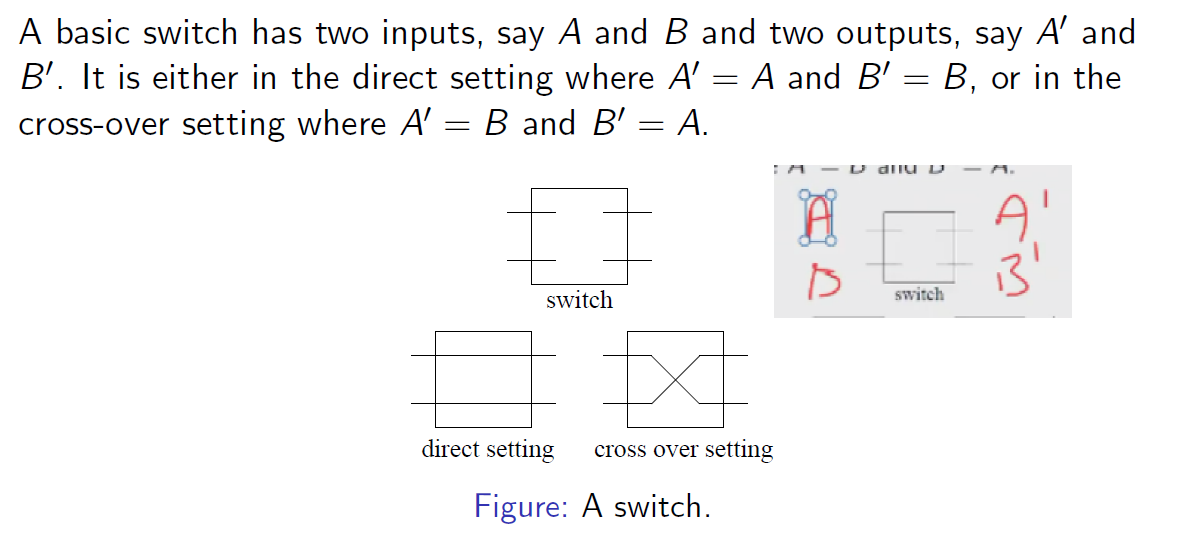 A basic switch has two inputs, say A and B and two outputs, say A′ and
B′. It is either in the direct setting where A′ = A and B′ = B, or in the
cross-over setting where A′ = B and B′ = A.
A
A'
B
B'
switch
switch
direct setting
cross over setting
Figure: A switch.